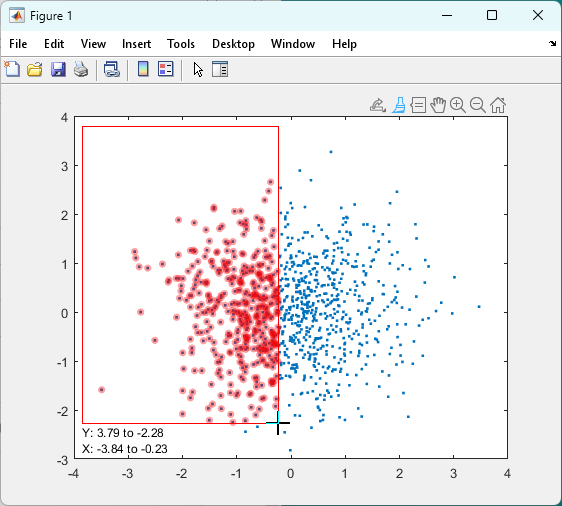 Figure 1
File Edit View Insert Tools Desktop Window Help
4
3
2
1
0
-1
-2
-3
Y: 3.79 to -2.28
X: -3.84 to -0.23
-4 -3 -2 -1 0 1 2 3 4